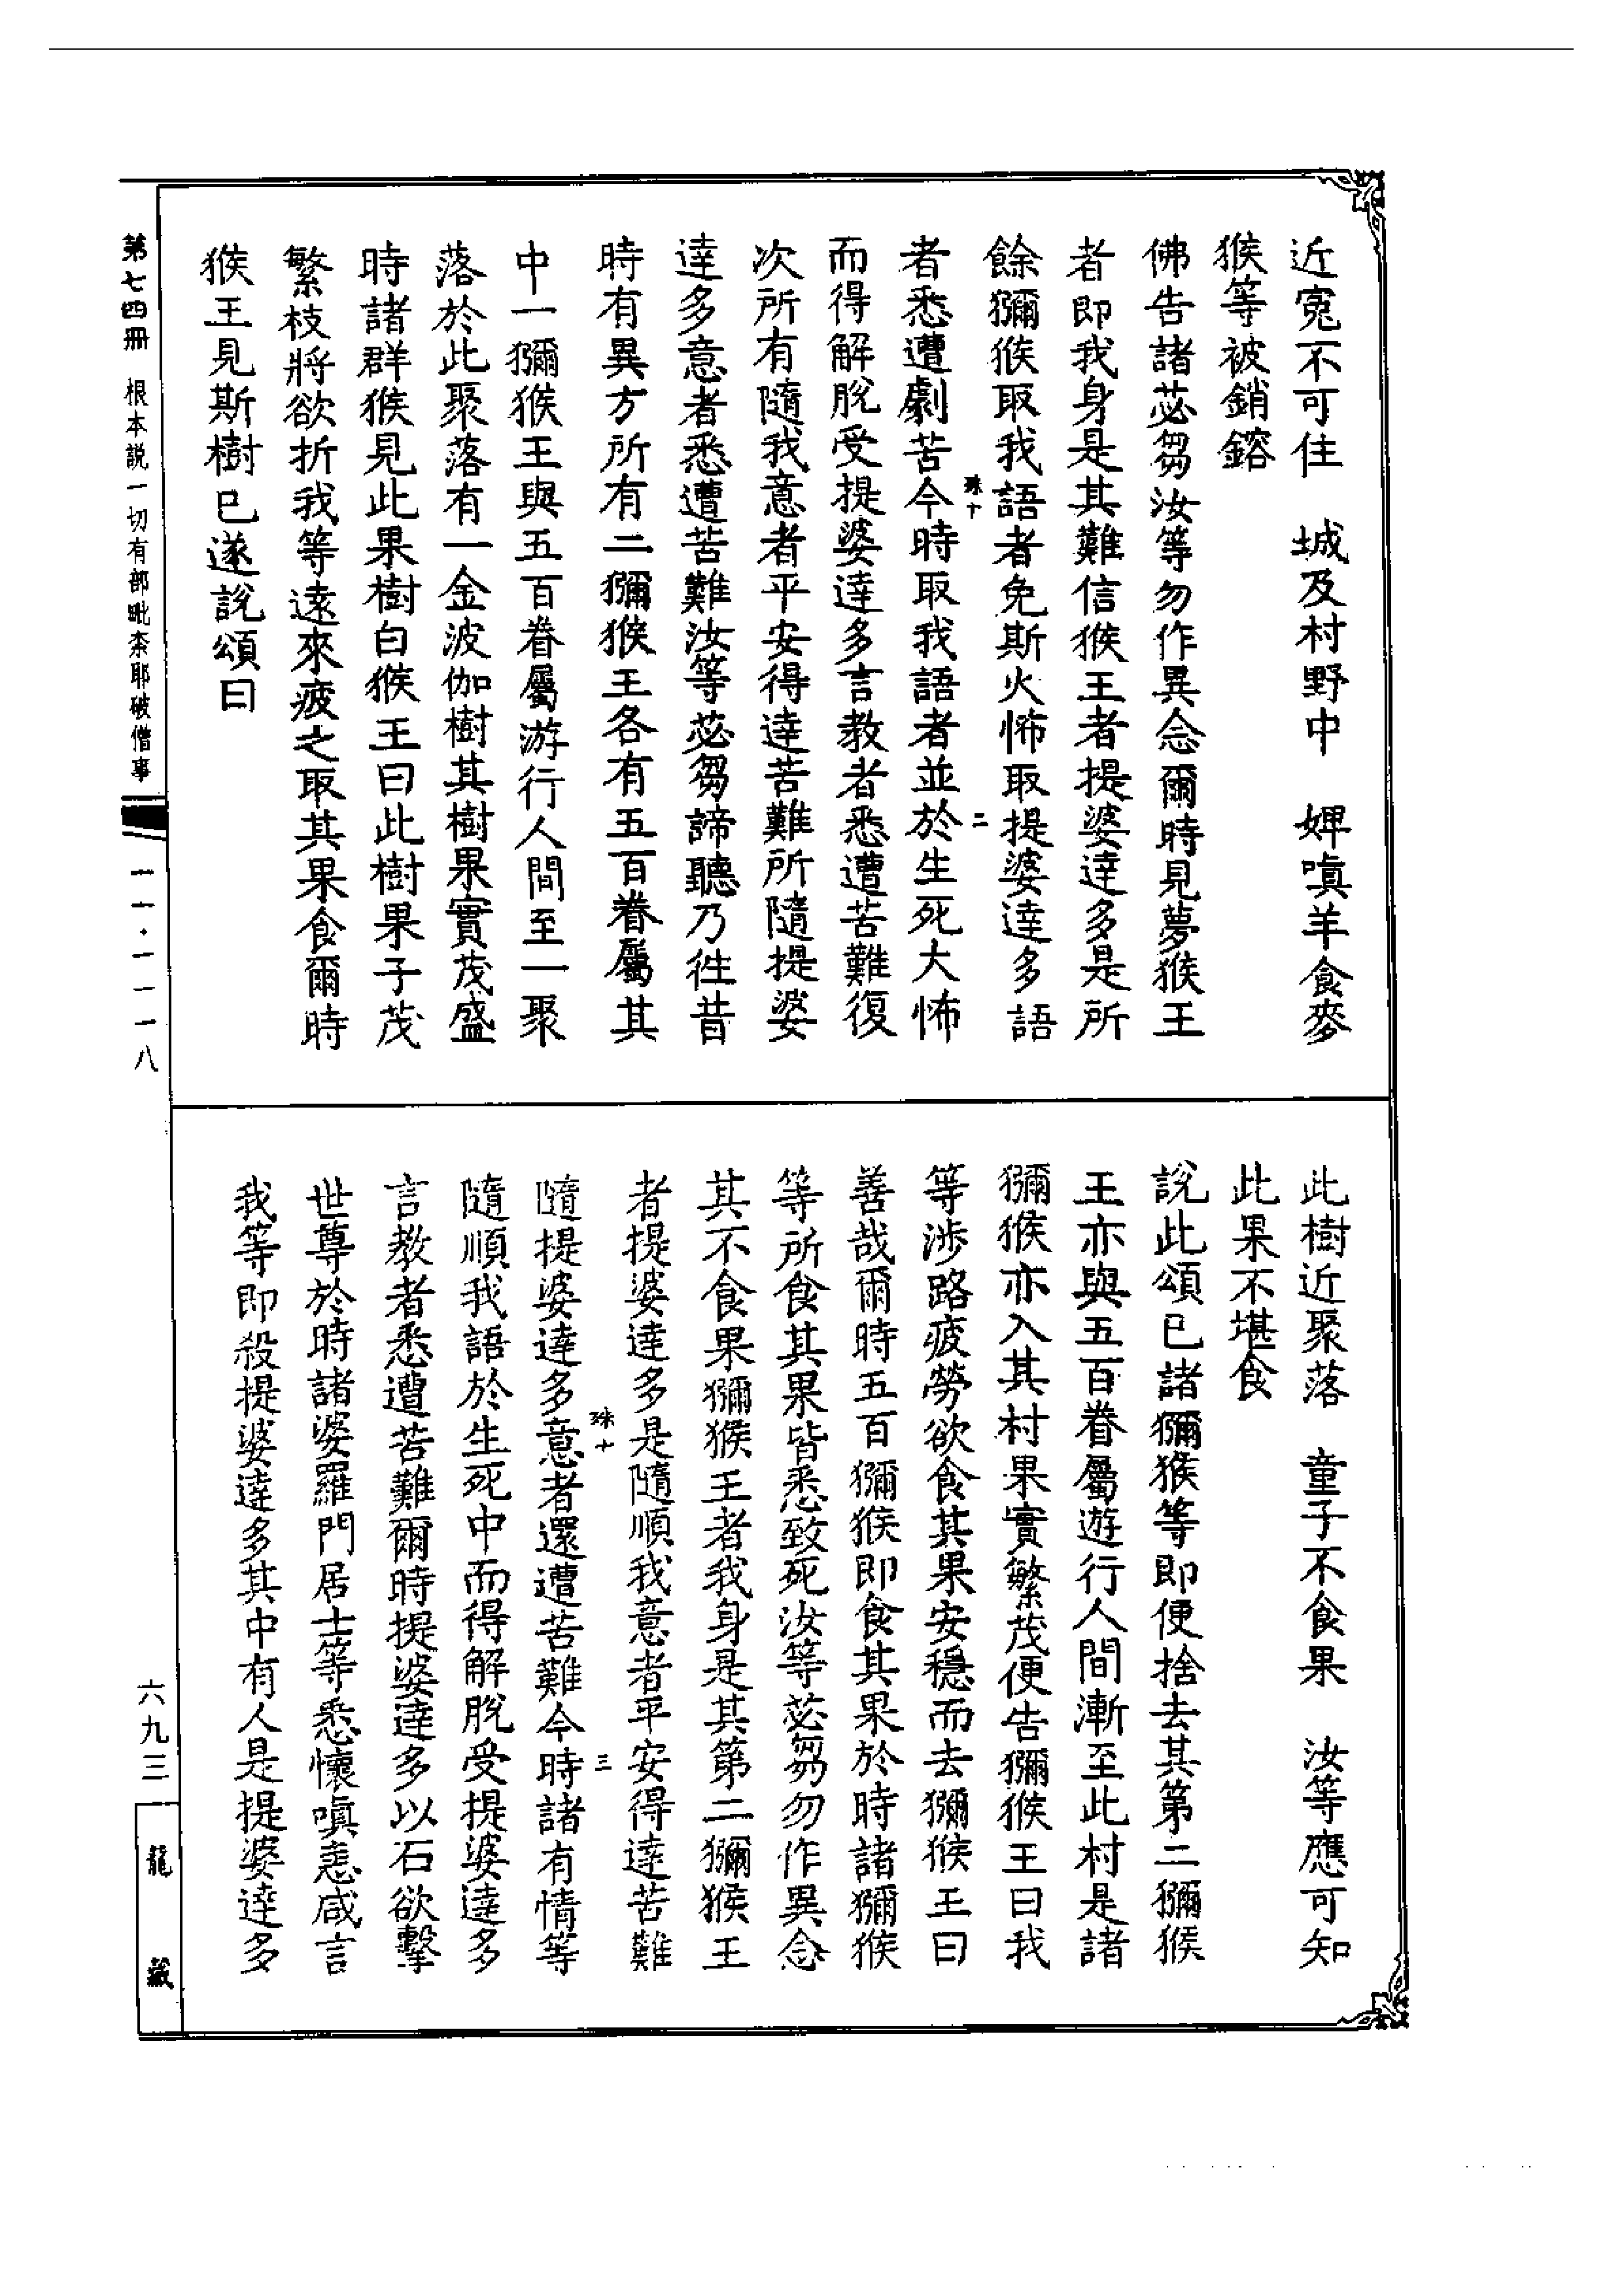 近寃不可住　城及村野中　婢嗔羊食麥
猴等被銷鎔
佛告諸苾芻汝等勿作異念爾時見夢猴王
者即我身是其難信猴王者提婆達多是所
餘獼猴取我語者免斯火怖取提婆達多語
者悉遭劇苦今時取我語者並於生死大怖
而得解脫受提婆達多言教者悉遭苦難復
次所有隨我意者平安得達苦難所隨提婆
達多意者悉遭苦難汝等苾芻諦聽乃徃昔
時有異方所有二獼猴王各有五百眷屬其
中一獼猴王與五百眷屬游行人間至一聚
落於此聚落有一金波伽樹其樹果實茂盛
時諸群猴見此果樹白猴王曰此樹果子茂
繁枝將欲折我等遠來疲之取其果食爾時
猴王見斯樹已遂說頌曰
殊十
二
此樹近聚落　童子不食果　汝等應可知
此果不堪食
說此頌已諸獼猴等即便捨去其第二獼猴
王亦與五百眷屬遊行人間漸至此村是諸
獼猴亦入其村果實繁茂便告獼猴王曰我
等涉路疲勞欲食其果安穩而去獼猴王曰
善哉爾時五百獼猴即食其果於時諸獼猴
等所食其果皆悉致死汝等苾芻勿作異念
其不食果獼猴王者我身是其第二獼猴王
者提婆達多是隨順我意者平安得達苦難
隨提婆達多意者還遭苦難今時諸有情等
隨順我語於生死中而得解脫受提婆達多
言教者悉遭苦難爾時提婆達多以石欲擊
世尊於時諸婆羅門居士等悉懷嗔恚咸言
我等即殺提婆達多其中有人是提婆達多
殊十
三
第七四冊　根本說一切有部毗柰耶破僧事
一一·一一一八
六九三
龍藏